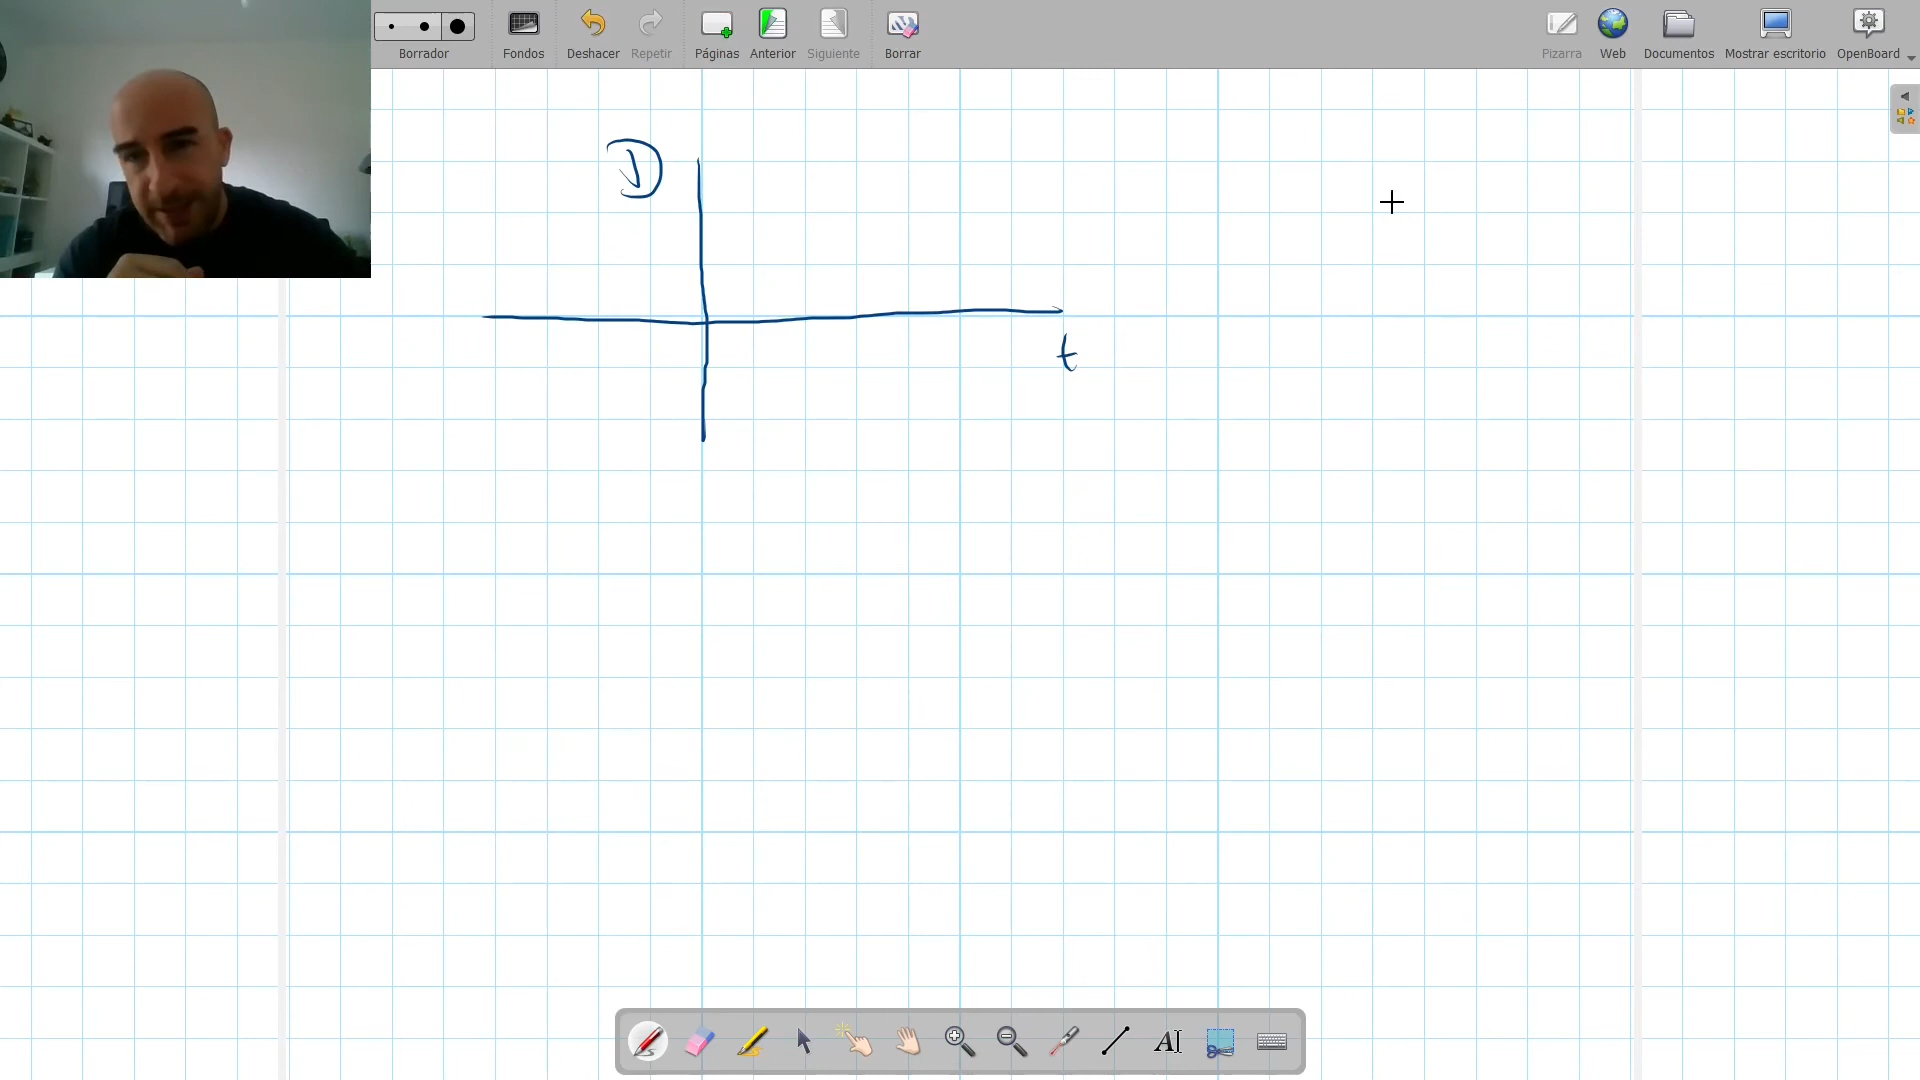 Borrador
Fondos
Deshacer
Repetir
Páginas
Anterior
Siguiente
Borrar
Pizarra
Web
Documentos
Mostrar escritorio
OpenBoard
D
t
A